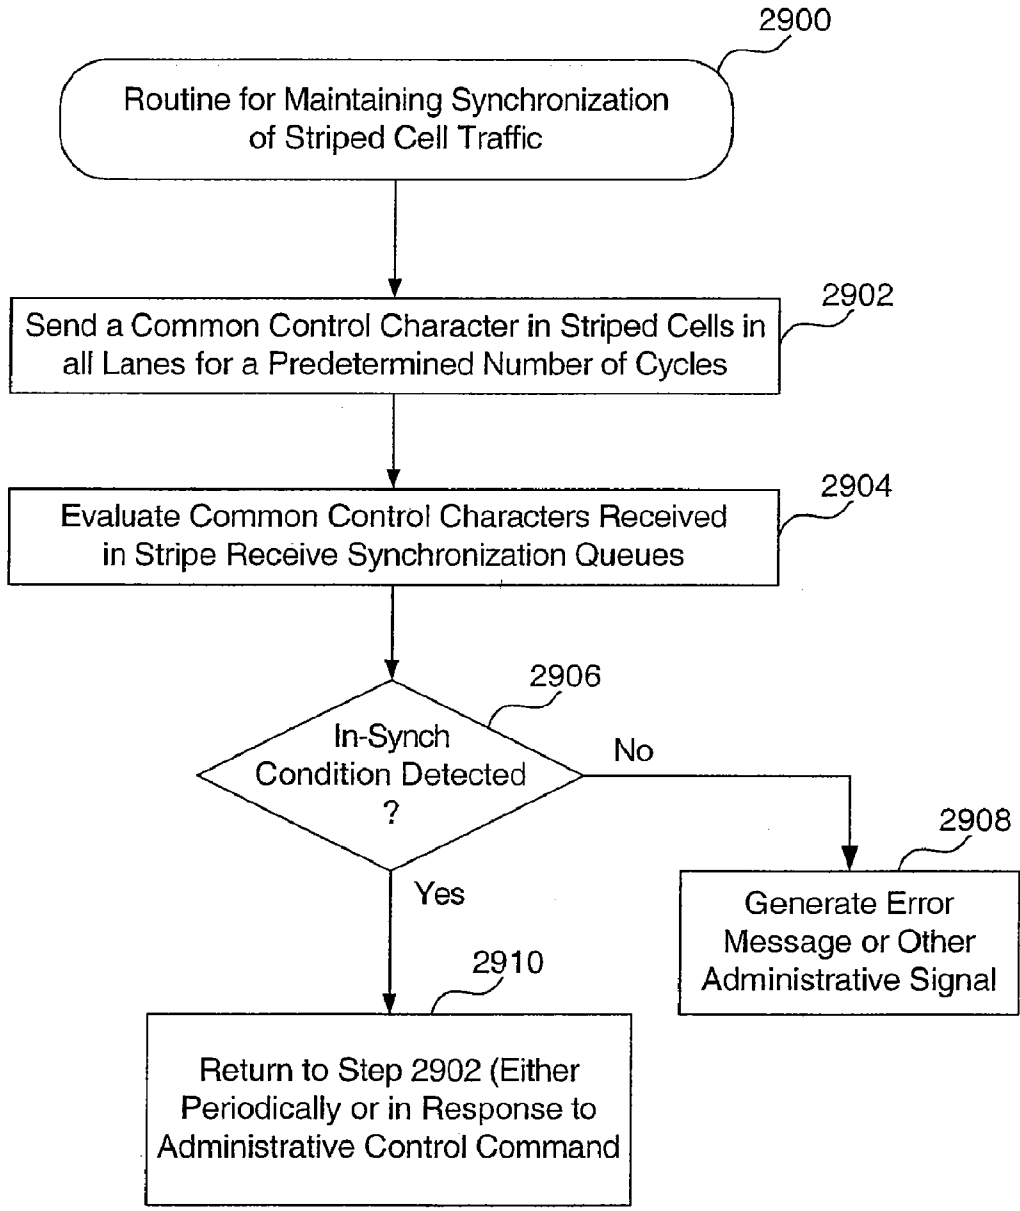 2900
Routine for Maintaining Synchronization
of Striped Cell Traffic
2902
Send a Common Control Character in Striped Cells in
all Lanes for a Predetermined Number of Cycles
2904
Evaluate Common Control Characters Received
in Stripe Receive Synchronization Queues
2906
In-Synch
Condition Detected
?
No
Yes
2908
Generate Error
Message or Other
Administrative Signal
2910
Return to Step 2902 (Either
Periodically or in Response to
Administrative Control Command